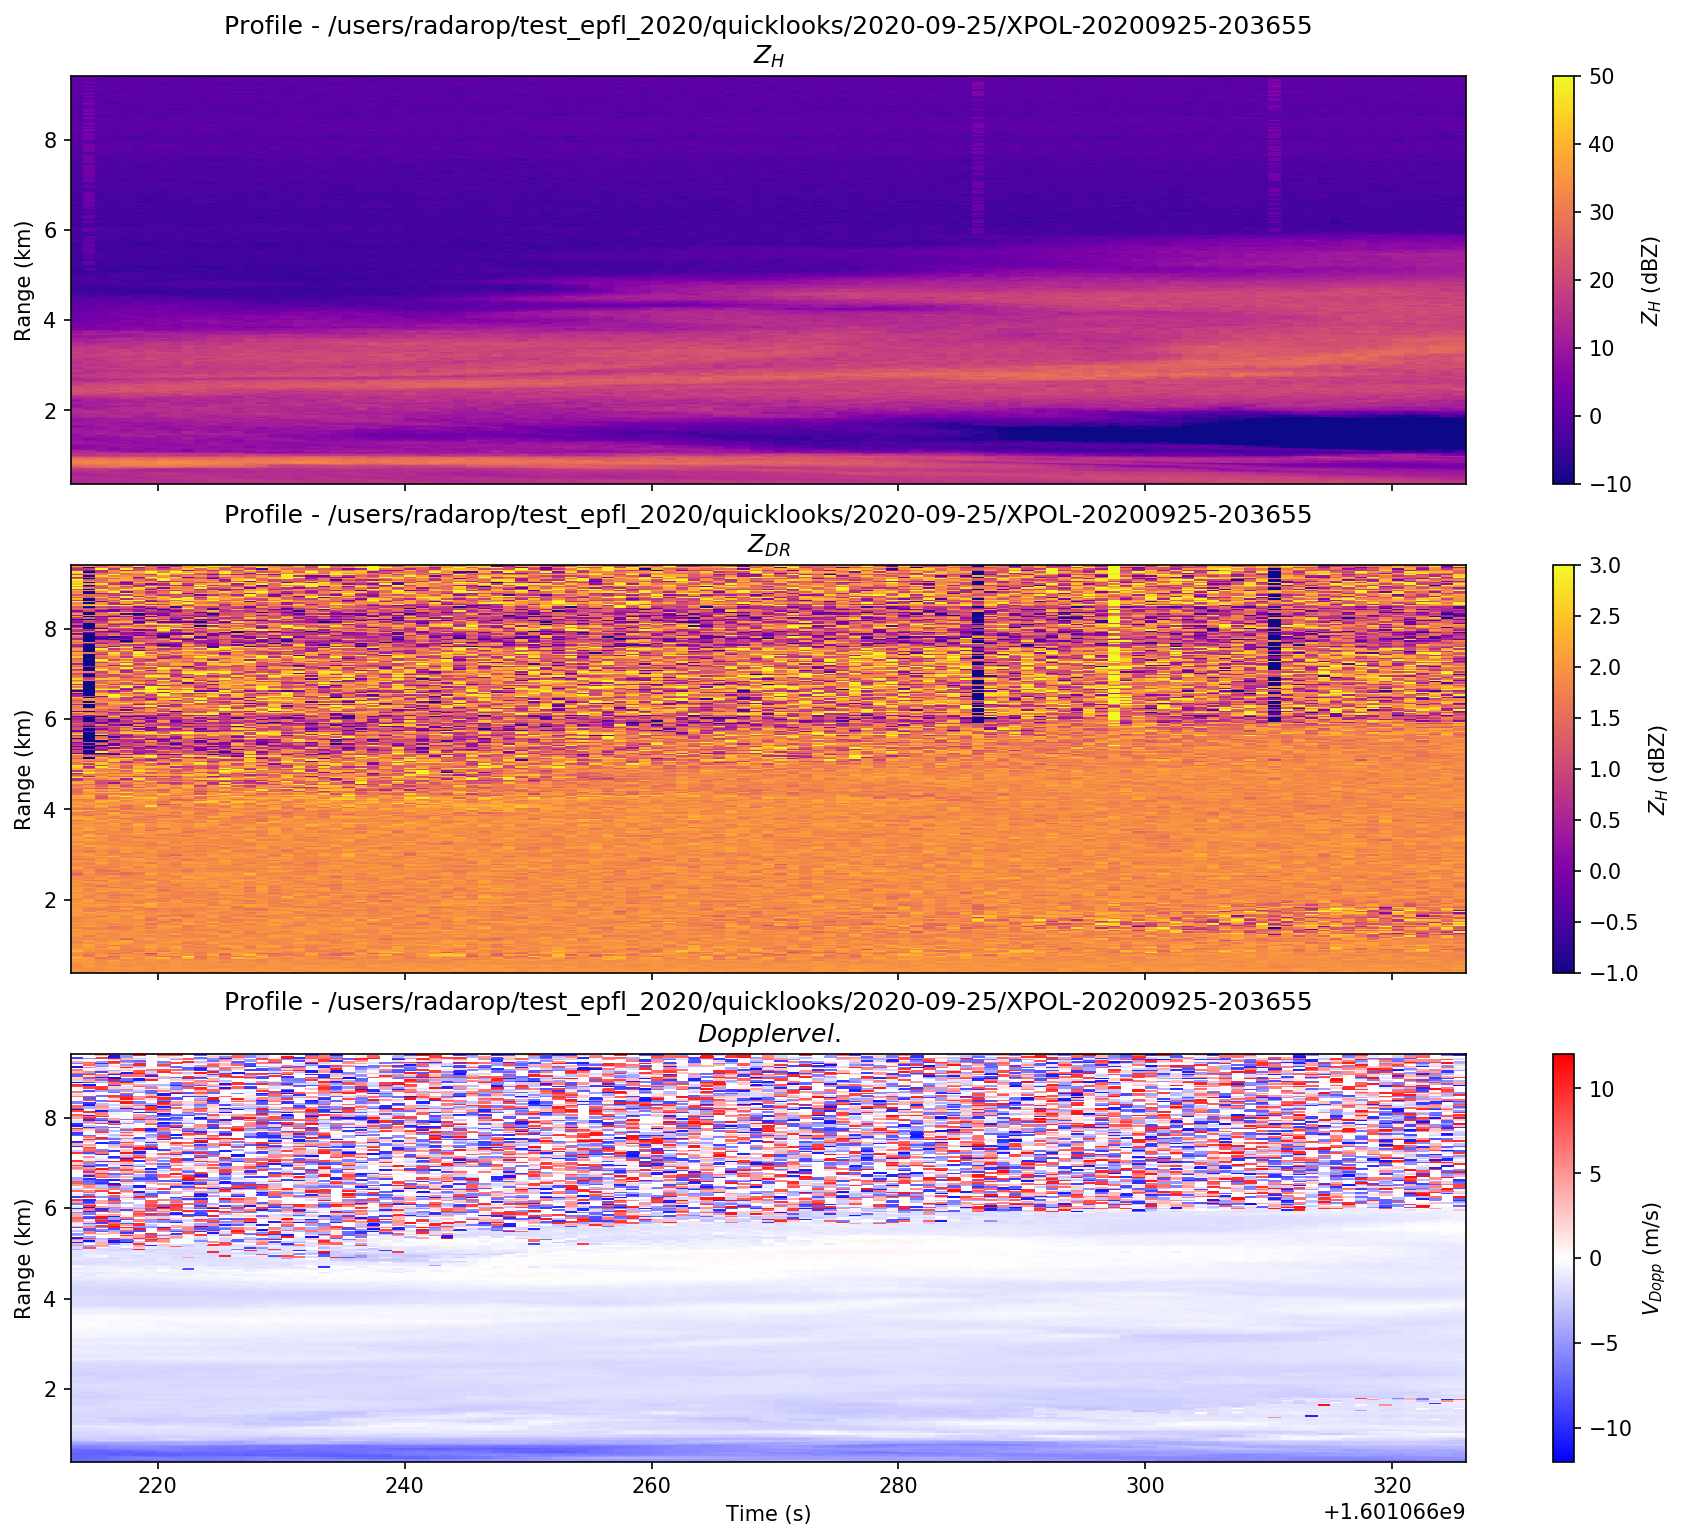 Profile - /users/radarop/test_epfl_2020/quicklooks/2020-09-25/XPOL-20200925-203655
Z_H
Range (km)
8
6
4
2
50
40
30
20
10
0
−10
Z_H (dBZ)
Profile - /users/radarop/test_epfl_2020/quicklooks/2020-09-25/XPOL-20200925-203655
Z_DR
Range (km)
8
6
4
2
3.0
2.5
2.0
1.5
1.0
0.5
0.0
−0.5
−1.0
Z_H (dBZ)
Profile - /users/radarop/test_epfl_2020/quicklooks/2020-09-25/XPOL-20200925-203655
Dopplervel.
Range (km)
8
6
4
2
10
5
0
−5
−10
V_Dopp (m/s)
220 240 260 280 300 320
Time (s)
+1.601066e9